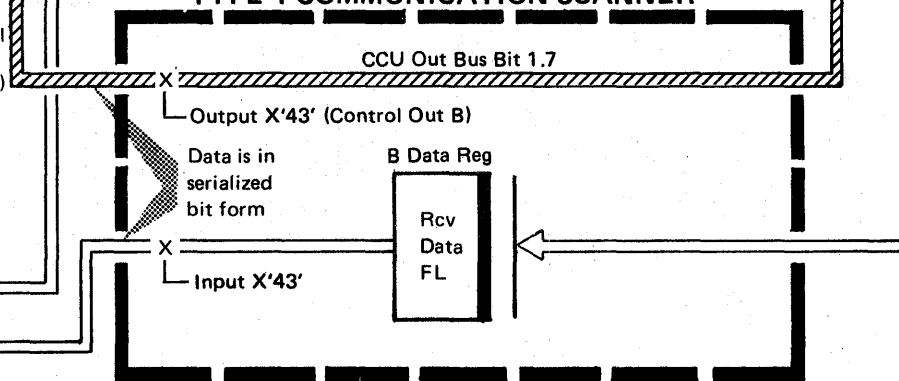 TYPE 1 COMMUNICATION SCANNER
CCU Out Bus Bit 1.7
Output X'43' (Control Out B)
Data is in
serialized
bit form
B Data Reg
Rcv
Data
FL
Input X'43'